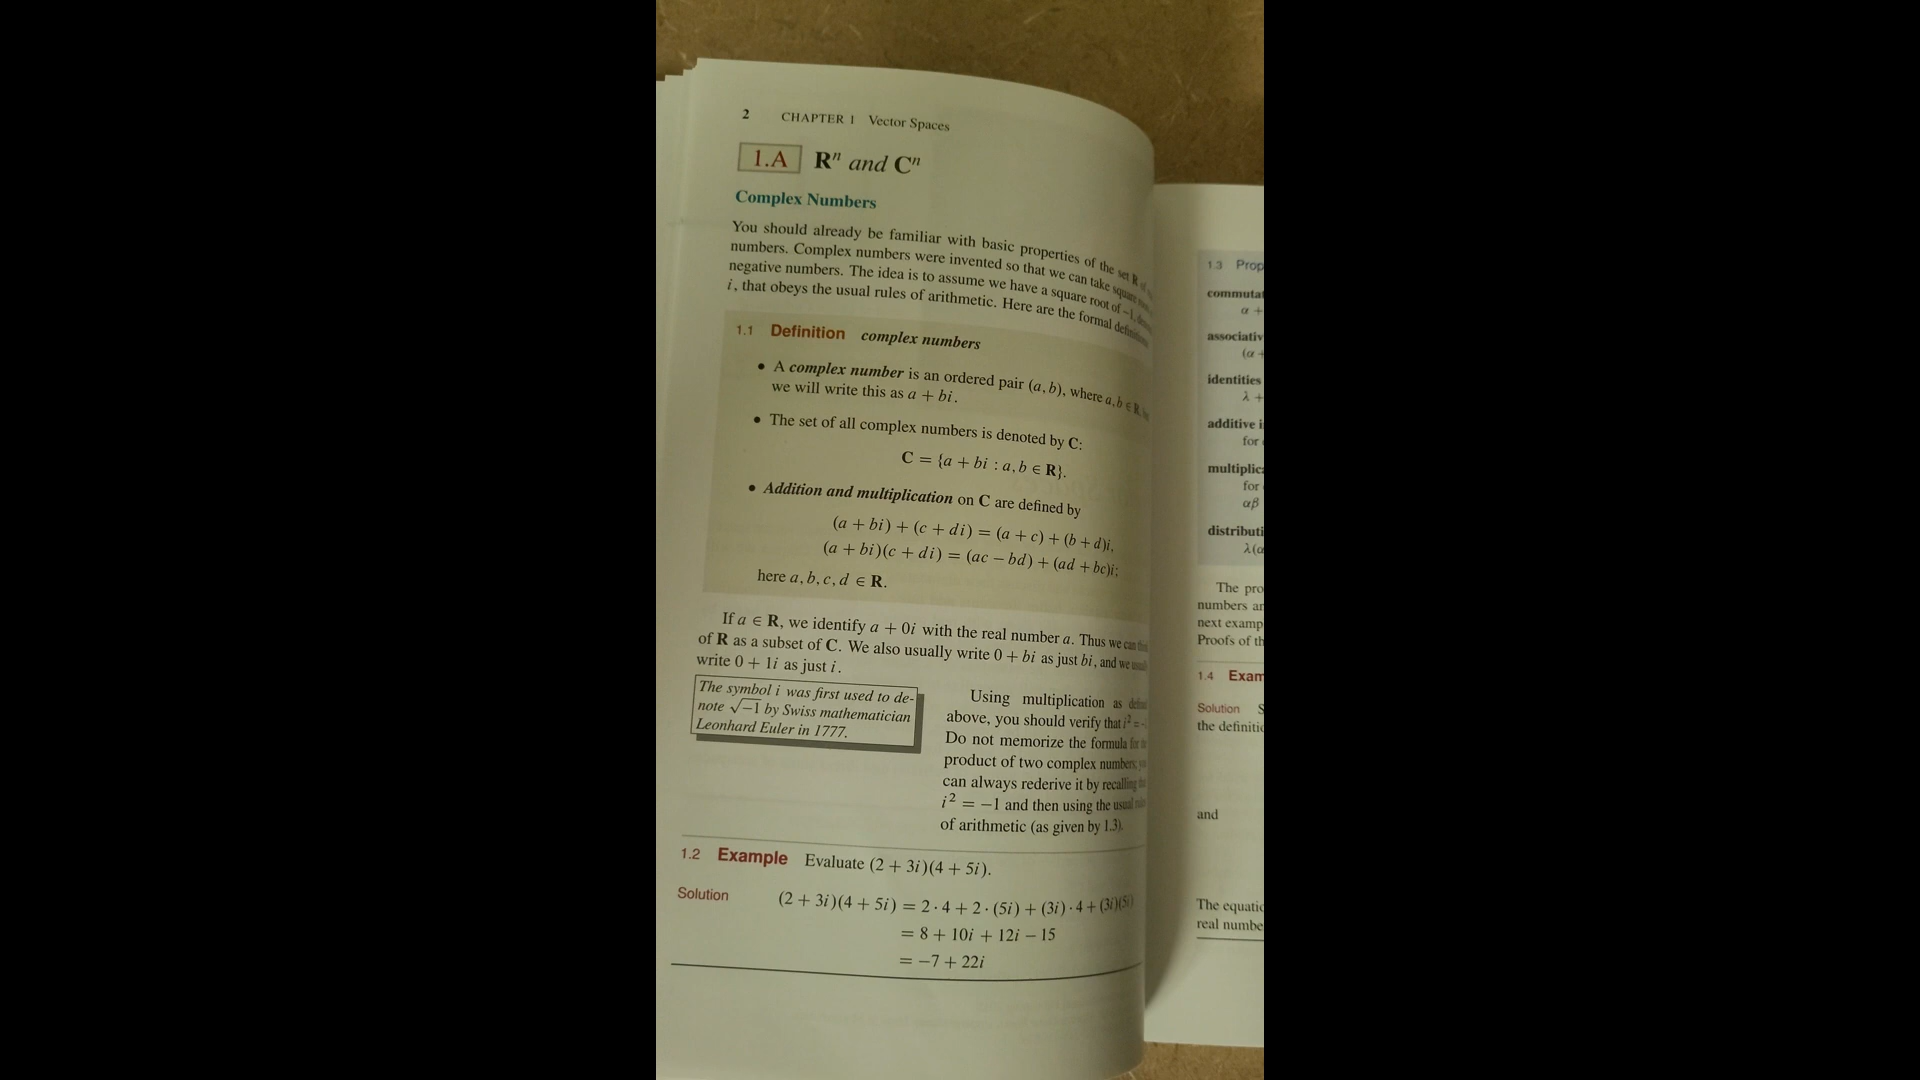 2 CHAPTER 1 Vector Spaces
1.A Rⁿ and Cⁿ
Complex Numbers
You should already be familiar with basic properties of the set R of
numbers. Complex numbers were invented so that we can take square
negative numbers. The idea is to assume we have a square root of −1,
i, that obeys the usual rules of arithmetic. Here are the formal
1.1 Definition complex numbers
• A complex number is an ordered pair (a, b), where a, b ∈ R,
we will write this as a + bi.
• The set of all complex numbers is denoted by C:
C = {a + bi : a, b ∈ R}.
• Addition and multiplication on C are defined by
(a + bi) + (c + di) = (a + c) + (b + d)i,
(a + bi)(c + di) = (ac − bd) + (ad + bc)i;
here a, b, c, d ∈ R.
If a ∈ R, we identify a + 0i with the real number a. Thus we can
of R as a subset of C. We also usually write 0 + bi as just bi, and we
write 0 + 1i as just i.
The symbol i was first used to de-
note √−1 by Swiss mathematician
Leonhard Euler in 1777.
Using multiplication as
above, you should verify that i² =
Do not memorize the formula for
product of two complex numbers;
can always rederive it by recalling
i² = −1 and then using the usual
of arithmetic (as given by 1.3).
1.2 Example Evaluate (2 + 3i)(4 + 5i).
Solution (2 + 3i)(4 + 5i) = 2 · 4 + 2 · (5i) + (3i) · 4 + (3i)(5i)
= 8 + 10i + 12i − 15
= −7 + 22i
1.3 Prop
commutat
α +
associativ
(α +
identities
λ +
additive i
for
multiplic
for
αβ
distributi
λ(α
The pro
numbers an
next examp
Proofs of th
1.4 Exam
Solution S
the definitio
and
The equatio
real numbe